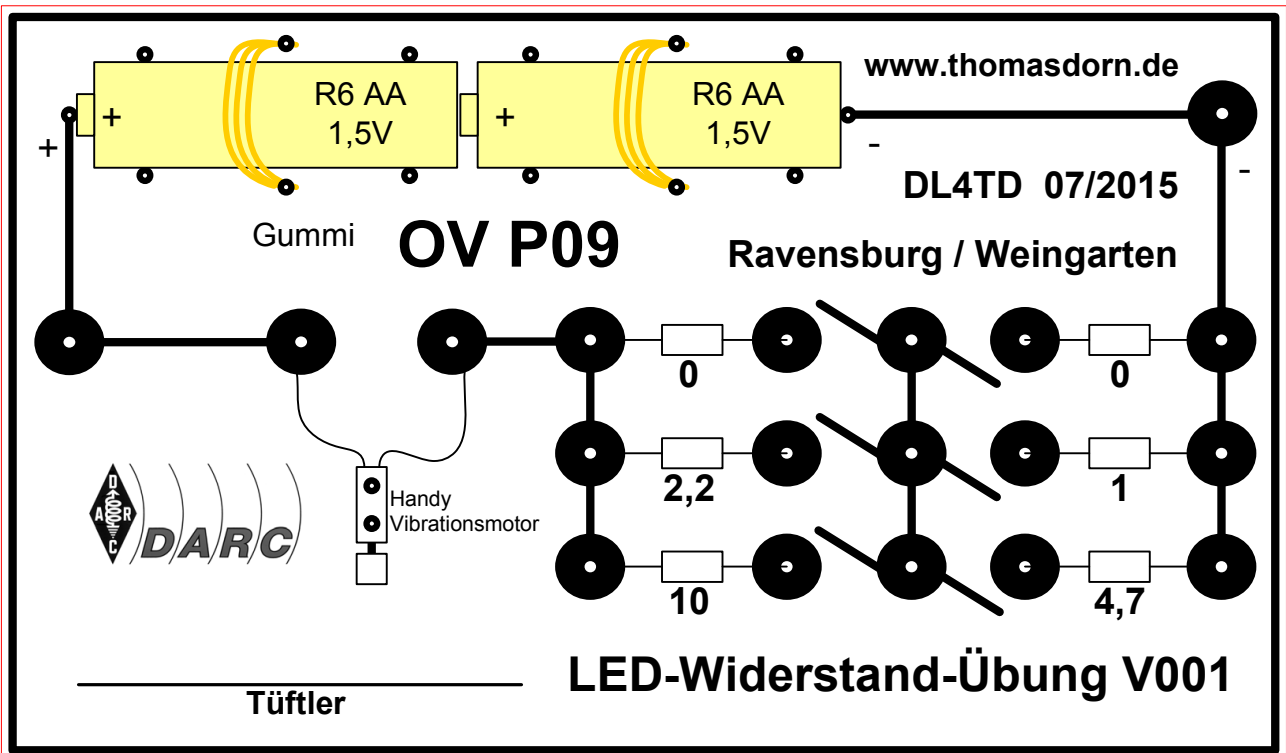 www.thomasdorn.de
R6 AA
1,5V
R6 AA
1,5V
+
+
+
-
-
DL4TD 07/2015
Gummi
OV P09
Ravensburg / Weingarten
0
0
2,2
1
10
4,7
Handy
Vibrationsmotor
D
A R
C
DARC
LED-Widerstand-Übung V001
Tüftler